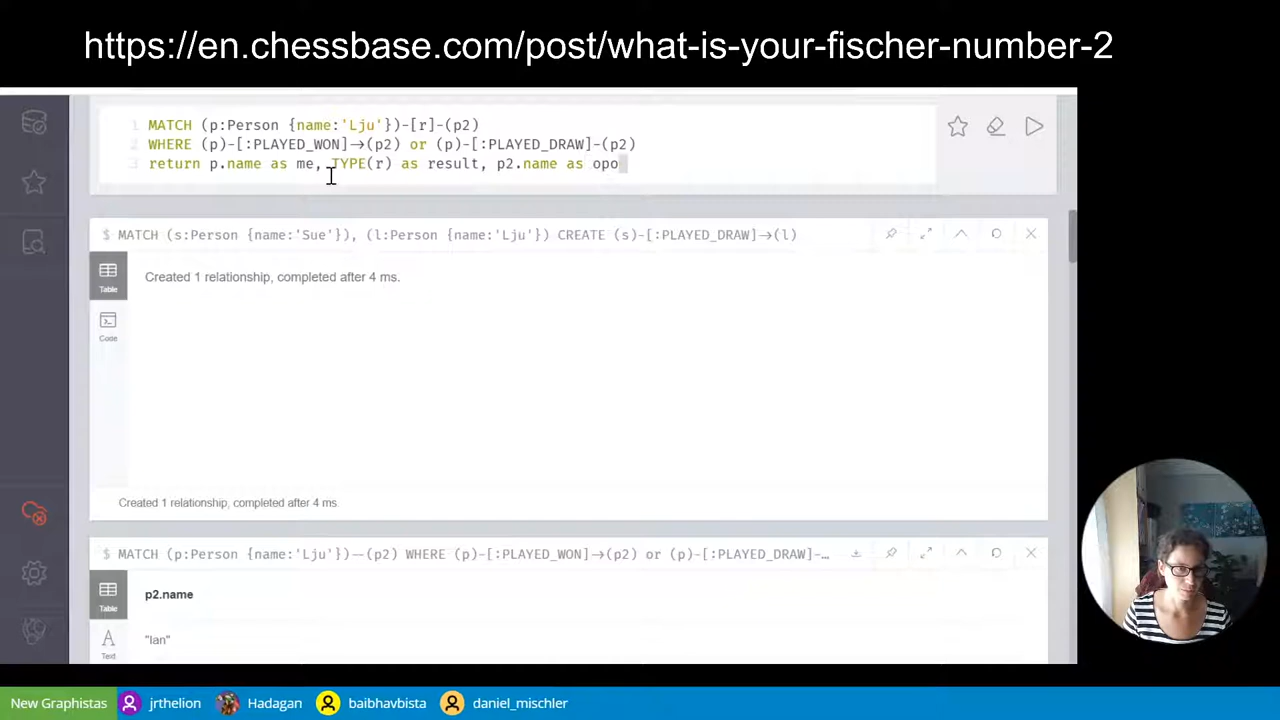 https://en.chessbase.com/post/what-is-your-fischer-number-2
1 MATCH (p:Person {name:'Lju'})-[r]-(p2)
2 WHERE (p)-[:PLAYED_WON]→(p2) or (p)-[:PLAYED_DRAW]-(p2)
3 return p.name as me, TYPE(r) as result, p2.name as opo
$ MATCH (s:Person {name:'Sue'}), (l:Person {name:'Lju'}) CREATE (s)-[:PLAYED_DRAW]→(l)
Table
Created 1 relationship, completed after 4 ms.
Code
Created 1 relationship, completed after 4 ms.
$ MATCH (p:Person {name:'Lju'})--(p2) WHERE (p)-[:PLAYED_WON]→(p2) or (p)-[:PLAYED_DRAW]-…
Table
p2.name
A
Text
"Ian"
New Graphistas jrthelion Hadagan baibhavbista daniel_mischler